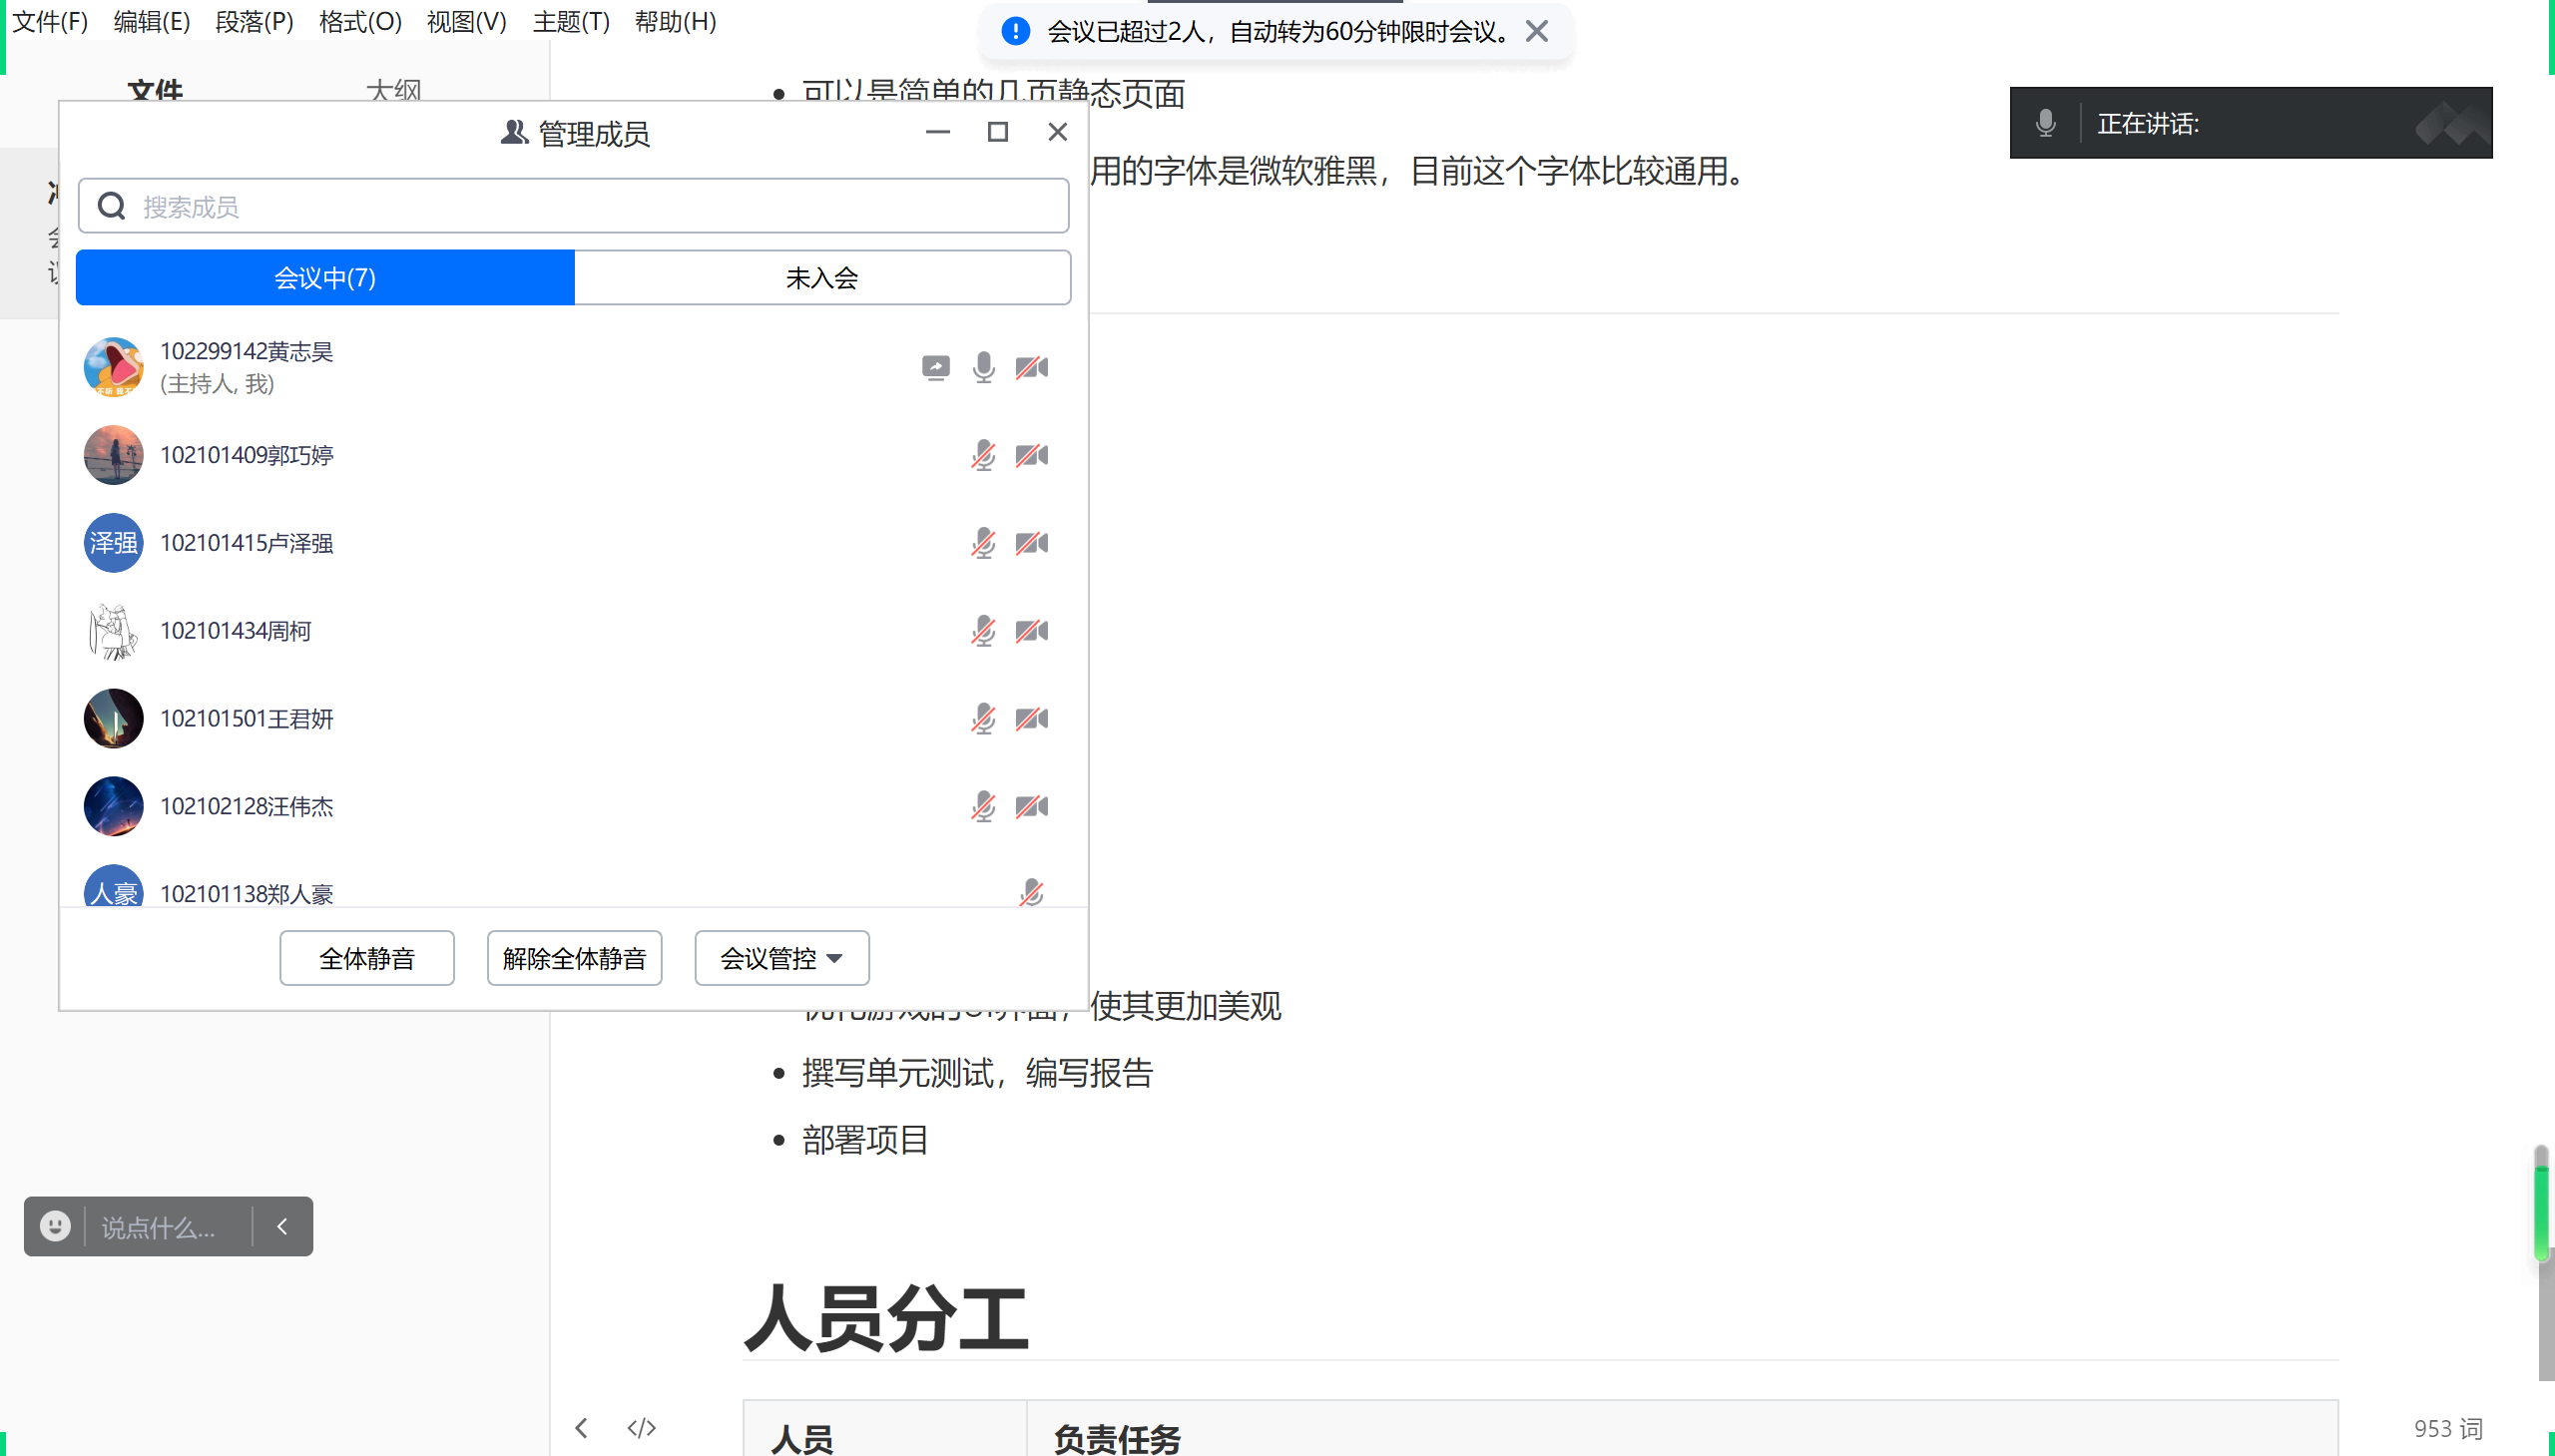 文件(F) 编辑(E) 段落(P) 格式(O) 视图(V) 主题(T) 帮助(H)
会议已超过2人，自动转为60分钟限时会议。
文件 大纲
可以是简单的几页静态页面
正在讲话:
管理成员
用的字体是微软雅黑，目前这个字体比较通用。
搜索成员
会议中(7) 未入会
102299142黄志昊
(主持人, 我)
102101409郭巧婷
泽强 102101415卢泽强
102101434周柯
102101501王君妍
102102128汪伟杰
人豪 102101138郑人豪
全体静音 解除全体静音 会议管控
优化游戏的UI界面，使其更加美观
撰写单元测试，编写报告
部署项目
说点什么...
人员分工
人员 负责任务
953 词